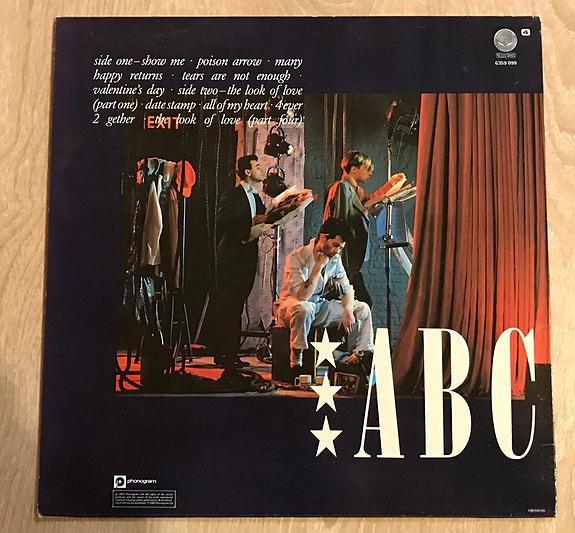 side one–show me · poison arrow · many
happy returns · tears are not enough ·
valentine's day · side two–the look of love
(part one) · date stamp · all of my heart · 4 ever
2 gether · the look of love (part four)
EXIT
6359 099
ABC
phonogram